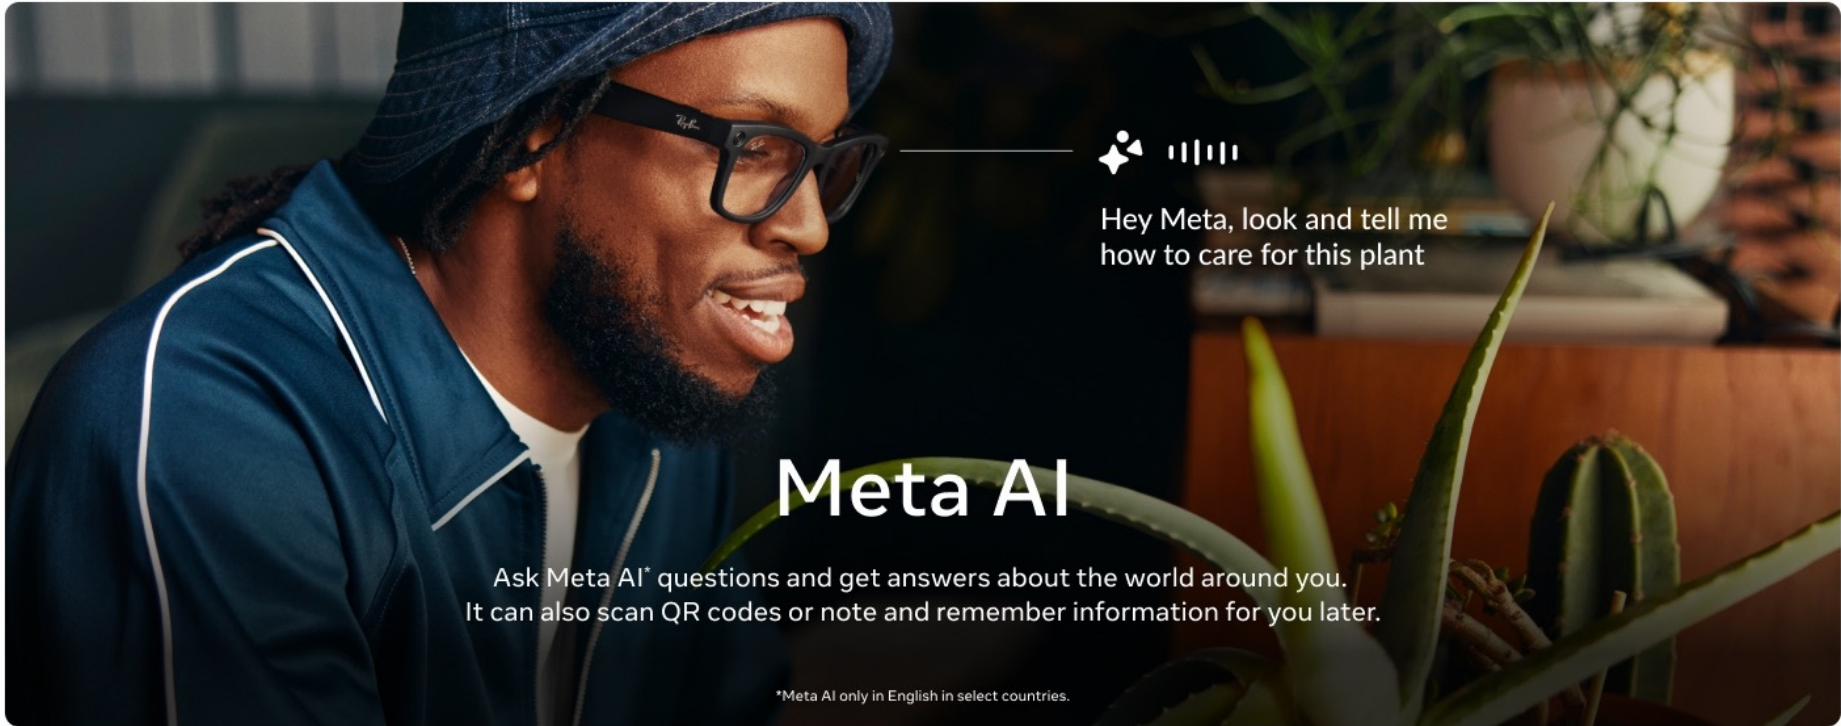 Ray-Ban
Hey Meta, look and tell me
how to care for this plant
Meta AI
Ask Meta AI* questions and get answers about the world around you.
It can also scan QR codes or note and remember information for you later.
*Meta AI only in English in select countries.